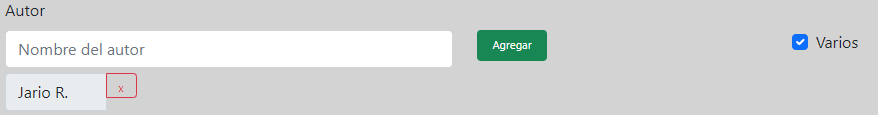 Autor
Nombre del autor
Agregar
Varios
Jario R.
x